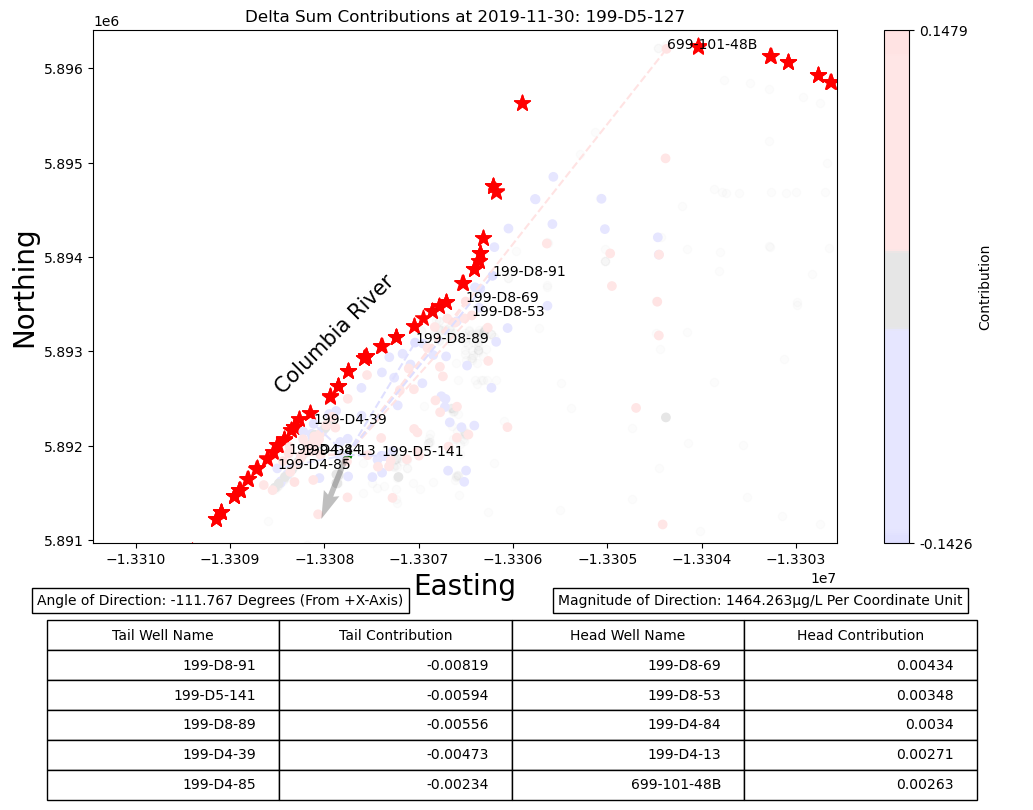 Delta Sum Contributions at 2019-11-30: 199-D5-127
1e6
0.1479
699-101-48B
5.896
5.895
5.894
5.893
5.892
5.891
Northing
Columbia River
199-D8-91
199-D8-69
199-D8-53
199-D8-89
199-D4-39
199-D4-84
199-D4-13
199-D5-141
199-D4-85
Contribution
-0.1426
−1.3310
−1.3309
−1.3308
−1.3307
−1.3306
−1.3305
−1.3304
−1.3303
1e7
Easting
Angle of Direction: -111.767 Degrees (From +X-Axis)
Magnitude of Direction: 1464.263μg/L Per Coordinate Unit
Tail Well Name Tail Contribution Head Well Name Head Contribution
199-D8-91 -0.00819 199-D8-69 0.00434
199-D5-141 -0.00594 199-D8-53 0.00348
199-D8-89 -0.00556 199-D4-84 0.0034
199-D4-39 -0.00473 199-D4-13 0.00271
199-D4-85 -0.00234 699-101-48B 0.00263